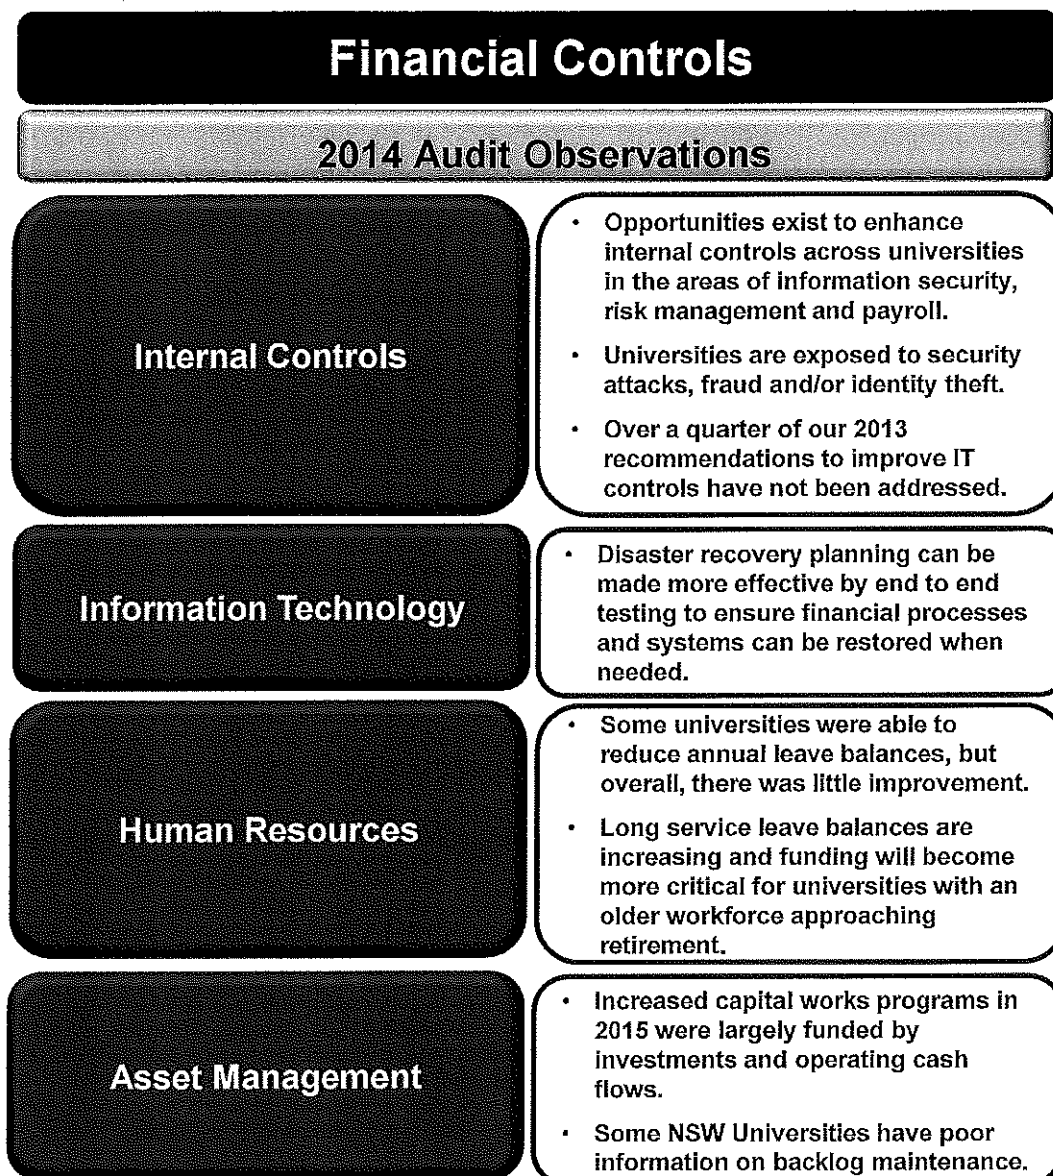 Financial Controls
2014 Audit Observations
Internal Controls
• Opportunities exist to enhance
internal controls across universities
in the areas of information security,
risk management and payroll.
• Universities are exposed to security
attacks, fraud and/or identity theft.
• Over a quarter of our 2013
recommendations to improve IT
controls have not been addressed.
Information Technology
• Disaster recovery planning can be
made more effective by end to end
testing to ensure financial processes
and systems can be restored when
needed.
Human Resources
• Some universities were able to
reduce annual leave balances, but
overall, there was little improvement.
• Long service leave balances are
increasing and funding will become
more critical for universities with an
older workforce approaching
retirement.
Asset Management
• Increased capital works programs in
2015 were largely funded by
investments and operating cash
flows.
• Some NSW Universities have poor
information on backlog maintenance.